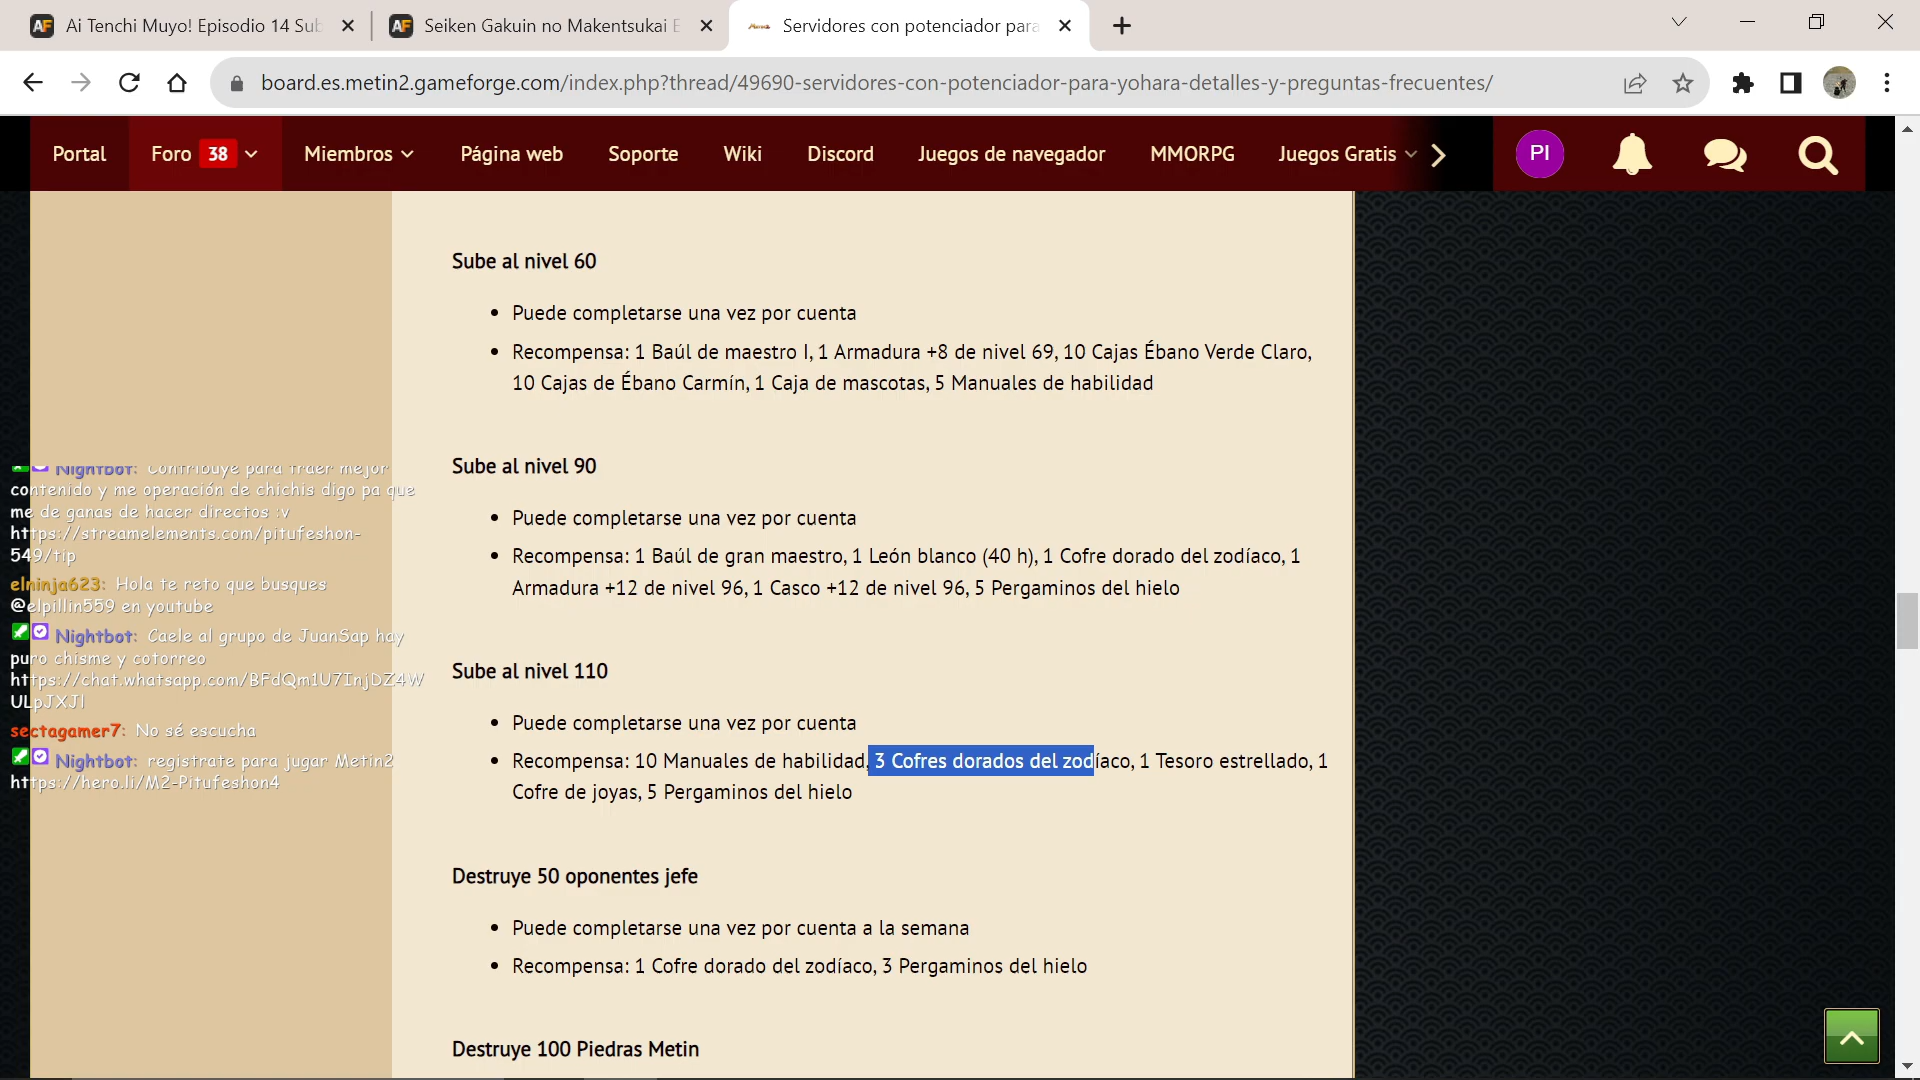 Ai Tenchi Muyo! Episodio 14 Sub
Seiken Gakuin no Makentsukai E
Servidores con potenciador para
board.es.metin2.gameforge.com/index.php?thread/49690-servidores-con-potenciador-para-yohara-detalles-y-preguntas-frecuentes/
Portal
Foro 38
Miembros
Página web
Soporte
Wiki
Discord
Juegos de navegador
MMORPG
Juegos Gratis
PI
Sube al nivel 60
• Puede completarse una vez por cuenta
• Recompensa: 1 Baúl de maestro I, 1 Armadura +8 de nivel 69, 10 Cajas Ébano Verde Claro,
10 Cajas de Ébano Carmín, 1 Caja de mascotas, 5 Manuales de habilidad
Sube al nivel 90
• Puede completarse una vez por cuenta
• Recompensa: 1 Baúl de gran maestro, 1 León blanco (40 h), 1 Cofre dorado del zodíaco, 1
Armadura +12 de nivel 96, 1 Casco +12 de nivel 96, 5 Pergaminos del hielo
Sube al nivel 110
• Puede completarse una vez por cuenta
• Recompensa: 10 Manuales de habilidad, 3 Cofres dorados del zodíaco, 1 Tesoro estrellado, 1
Cofre de joyas, 5 Pergaminos del hielo
Destruye 50 oponentes jefe
• Puede completarse una vez por cuenta a la semana
• Recompensa: 1 Cofre dorado del zodíaco, 3 Pergaminos del hielo
Destruye 100 Piedras Metin
Nightbot: Contribuye para traer mejor
contenido y me operación de chichis digo pa que
me de ganas de hacer directos :v
https://streamelements.com/pitufeshon-
549/tip
elninja623: Hola te reto que busques
@elpillin559 en youtube
Nightbot: Caele al grupo de JuanSap hay
puro chisme y cotorreo
https://chat.whatsapp.com/BFdQm1U7InjDZ4W
ULpJXJl
sectagamer7: No sé escucha
Nightbot: registrate para jugar Metin2
https://hero.li/M2-Pitufeshon4